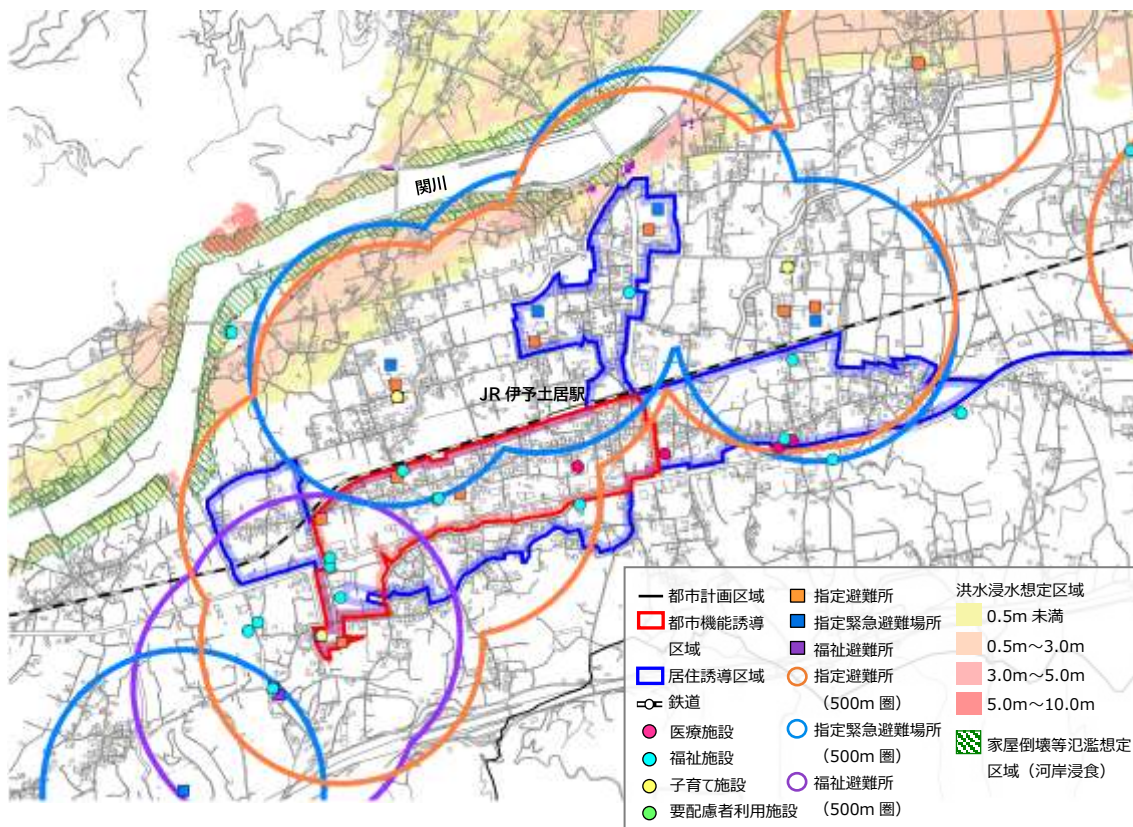 関川
JR 伊予土居駅
都市計画区域
都市機能誘導
区域
居住誘導区域
鉄道
医療施設
福祉施設
子育て施設
要配慮者利用施設
指定避難所
指定緊急避難場所
福祉避難所
指定避難所
（500m 圏）
指定緊急避難場所
（500m 圏）
福祉避難所
（500m 圏）
洪水浸水想定区域
0.5m 未満
0.5m～3.0m
3.0m～5.0m
5.0m～10.0m
家屋倒壊等氾濫想定
区域（河岸浸食）